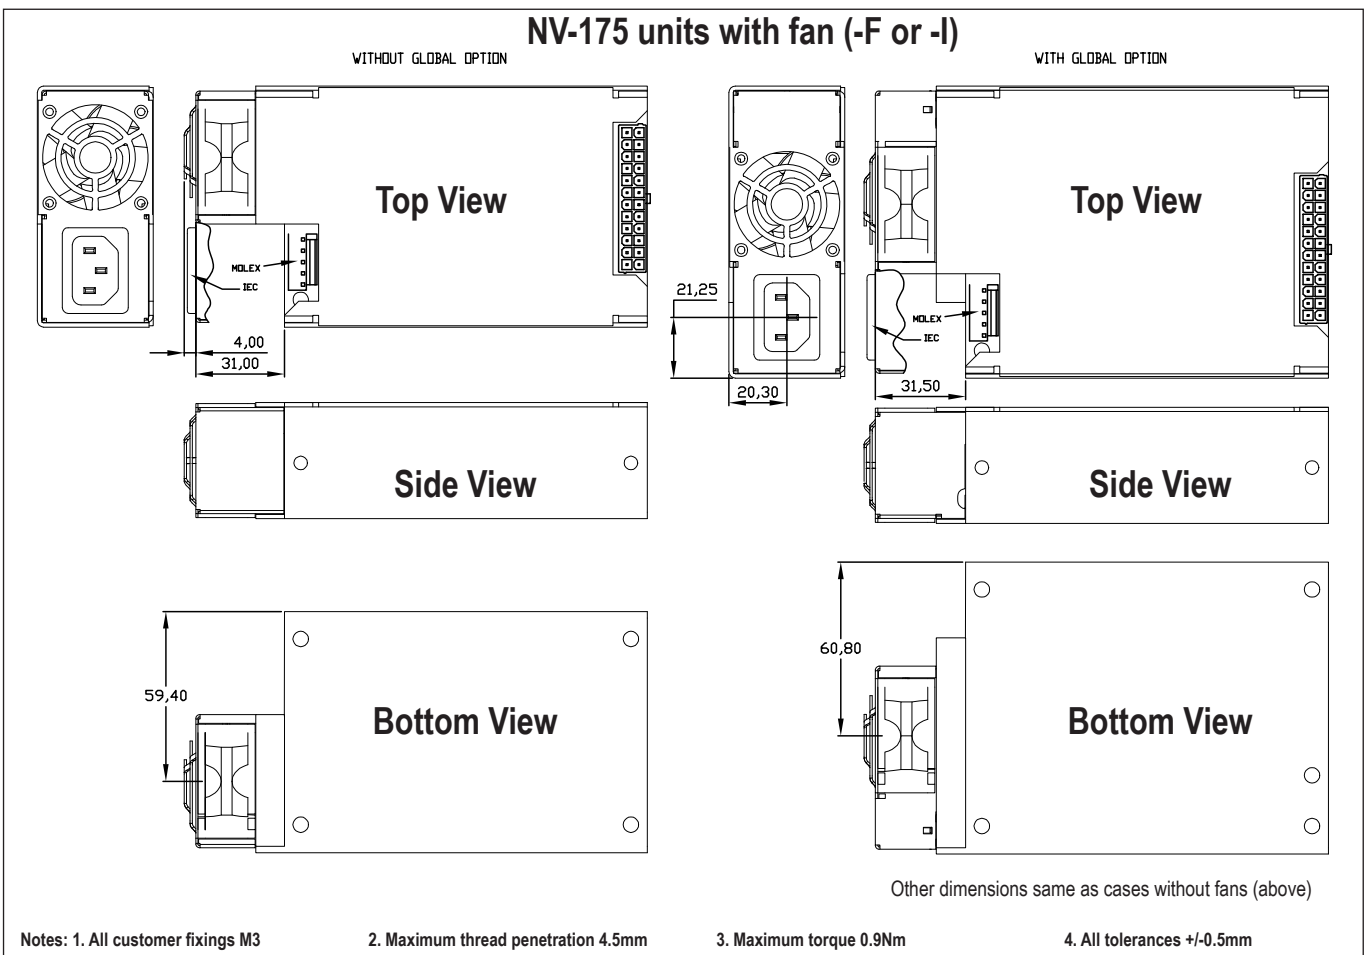 NV-175 units with fan (-F or -I)
WITHOUT GLOBAL OPTION
WITH GLOBAL OPTION
Top View
MOLEX
IEC
4,00
31,00
Top View
MOLEX
IEC
21,25
20,30
31,50
Side View
Side View
59,40
Bottom View
60,80
Bottom View
Other dimensions same as cases without fans (above)
Notes: 1. All customer fixings M3 2. Maximum thread penetration 4.5mm 3. Maximum torque 0.9Nm 4. All tolerances +/-0.5mm